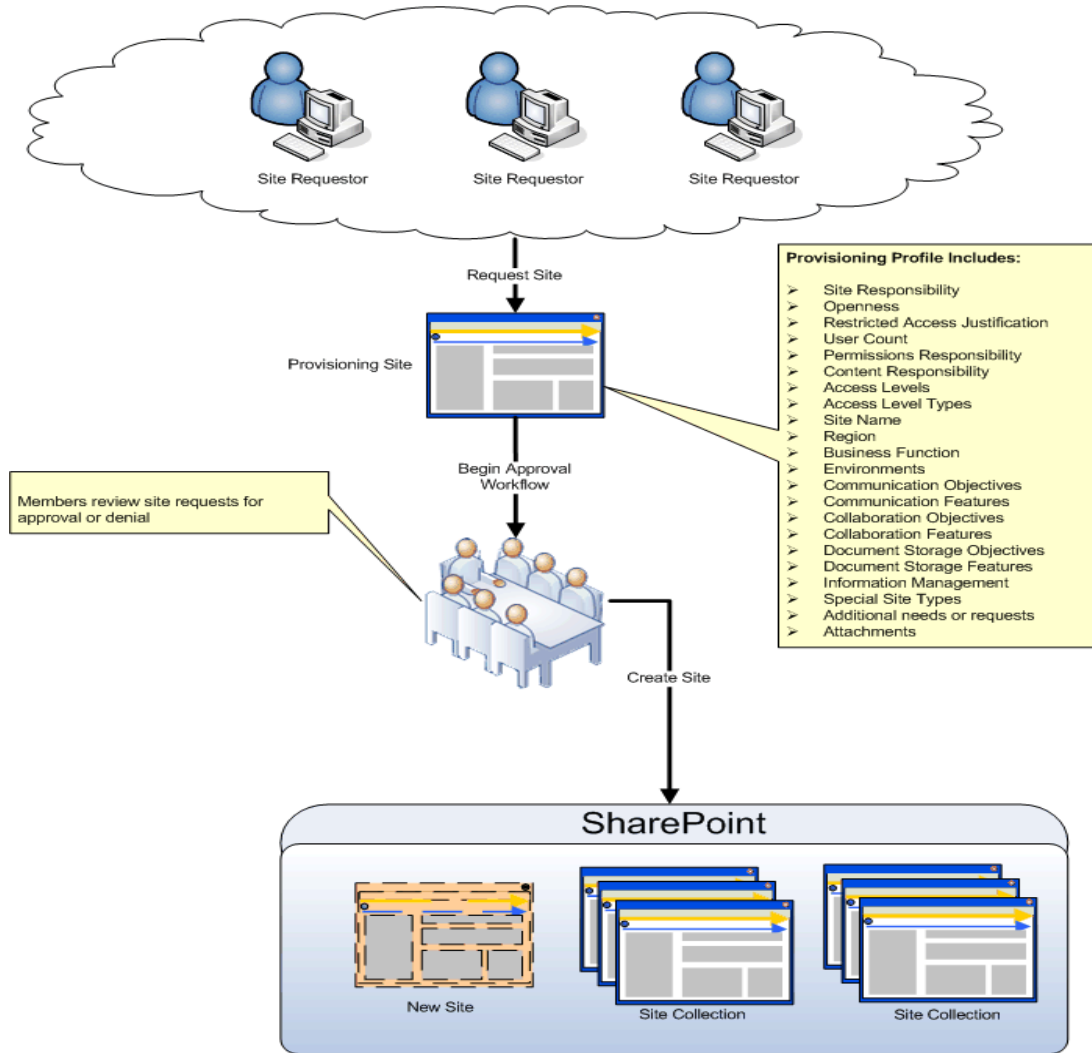 Site Requestor
Site Requestor
Site Requestor
Request Site
Provisioning Site
Provisioning Profile Includes:
Site Responsibility
Openness
Restricted Access Justification
User Count
Permissions Responsibility
Content Responsibility
Access Levels
Access Level Types
Site Name
Region
Business Function
Environments
Communication Objectives
Communication Features
Collaboration Objectives
Collaboration Features
Document Storage Objectives
Document Storage Features
Information Management
Special Site Types
Additional needs or requests
Attachments
Begin Approval
Workflow
Members review site requests for
approval or denial
Create Site
SharePoint
New Site
Site Collection
Site Collection